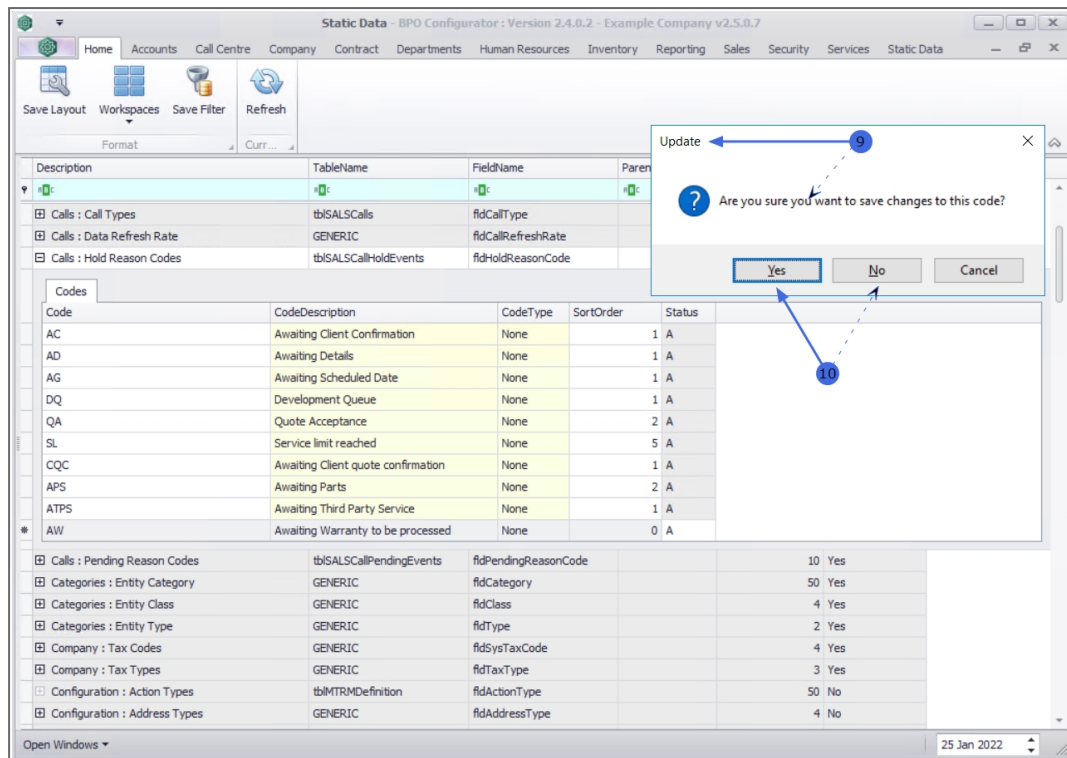 Static Data - BPO Configurator : Version 2.4.0.2 - Example Company v2.5.0.7
Home Accounts Call Centre Company Contract Departments Human Resources Inventory Reporting Sales Security Services Static Data
Save Layout Workspaces Save Filter Refresh
Format Curr...
Update 9
Are you sure you want to save changes to this code?
Yes No Cancel
10
Description TableName FieldName Paren
Calls : Call Types tblSALSCalls fldCallType
Calls : Data Refresh Rate GENERIC fldCallRefreshRate
Calls : Hold Reason Codes tblSALSCallHoldEvents fldHoldReasonCode
Codes
Code CodeDescription CodeType SortOrder Status
AC Awaiting Client Confirmation None 1 A
AD Awaiting Details None 1 A
AG Awaiting Scheduled Date None 1 A
DQ Development Queue None 1 A
QA Quote Acceptance None 2 A
SL Service limit reached None 5 A
CQC Awaiting Client quote confirmation None 1 A
APS Awaiting Parts None 2 A
ATPS Awaiting Third Party Service None 1 A
AW Awaiting Warranty to be processed None 0 A
Calls : Pending Reason Codes tblSALSCallPendingEvents fldPendingReasonCode 10 Yes
Categories : Entity Category GENERIC fldCategory 50 Yes
Categories : Entity Class GENERIC fldClass 4 Yes
Categories : Entity Type GENERIC fldType 2 Yes
Company : Tax Codes GENERIC fldSysTaxCode 4 Yes
Company : Tax Types GENERIC fldTaxType 3 Yes
Configuration : Action Types tblMTRMDefinition fldActionType 50 No
Configuration : Address Types GENERIC fldAddressType 4 No
Open Windows 25 Jan 2022